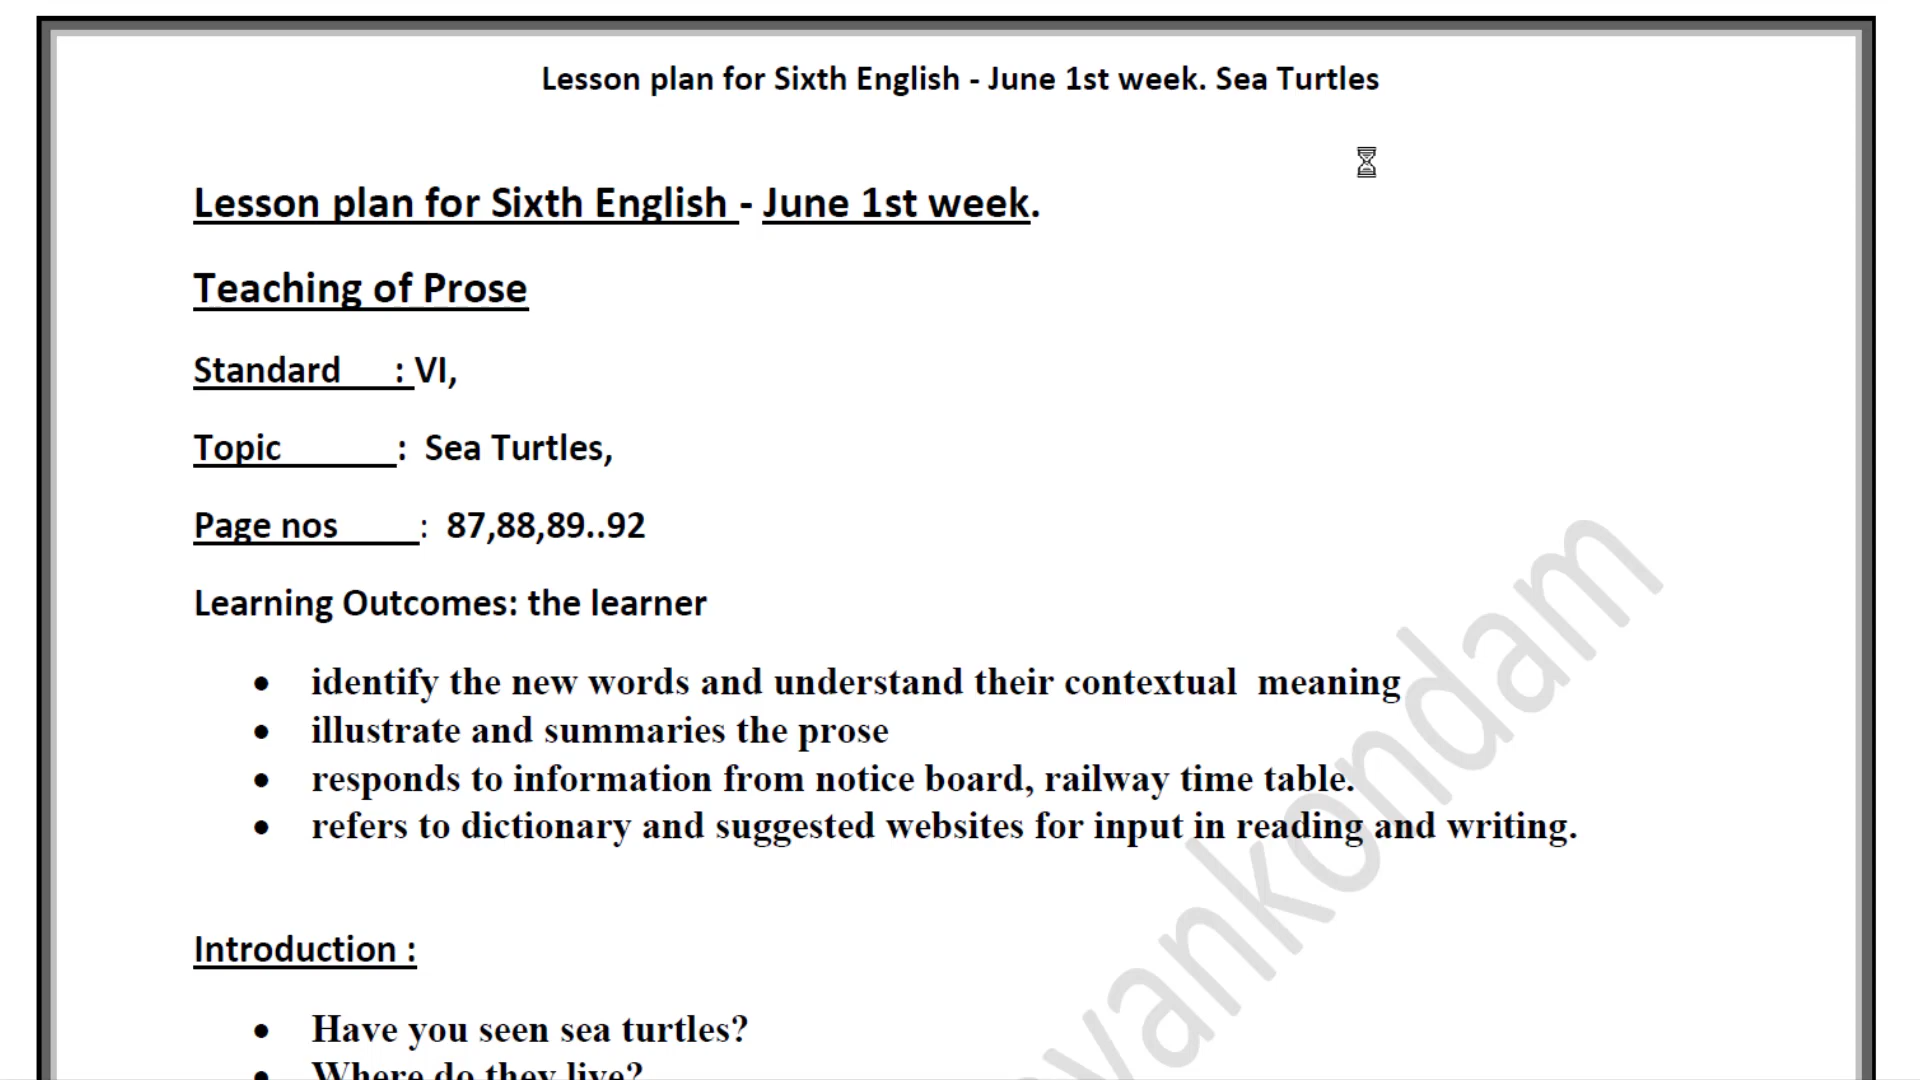 Lesson plan for Sixth English - June 1st week. Sea Turtles
Lesson plan for Sixth English - June 1st week.
Teaching of Prose
Standard : VI,
Topic : Sea Turtles,
Page nos : 87,88,89..92
Learning Outcomes: the learner
• identify the new words and understand their contextual meaning
• illustrate and summaries the prose
• responds to information from notice board, railway time table.
• refers to dictionary and suggested websites for input in reading and writing.
Introduction :
• Have you seen sea turtles?
• Where do they live?